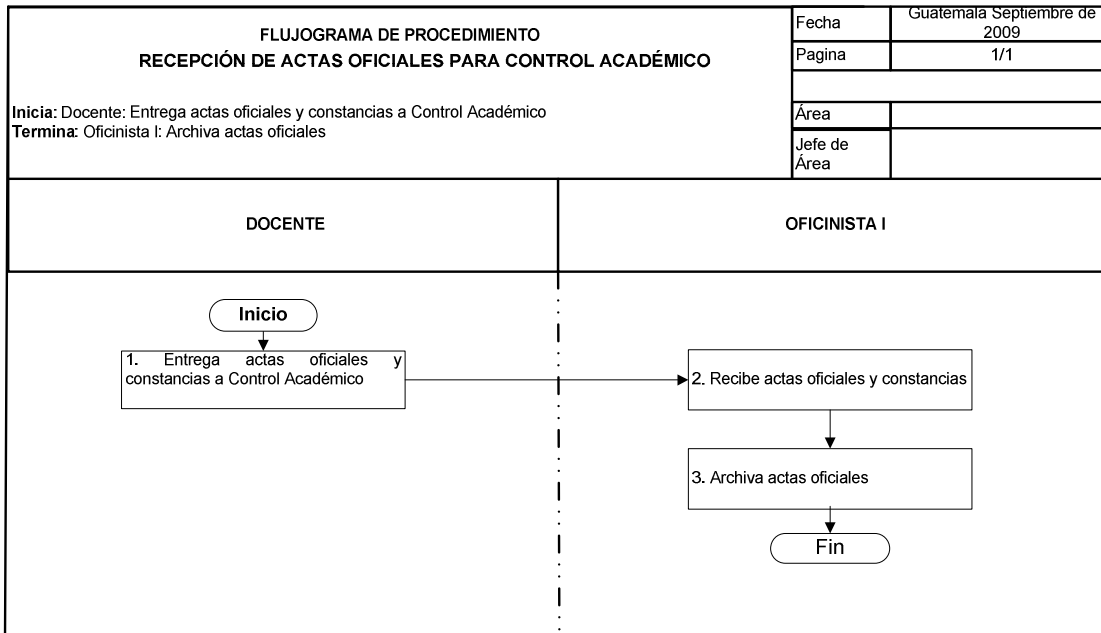 FLUJOGRAMA DE PROCEDIMIENTO
RECEPCIÓN DE ACTAS OFICIALES PARA CONTROL ACADÉMICO
Inicia: Docente: Entrega actas oficiales y constancias a Control Académico
Termina: Oficinista I: Archiva actas oficiales
Fecha
Guatemala Septiembre de
2009
Pagina
1/1
Área
Jefe de
Área
DOCENTE
OFICINISTA I
Inicio
1. Entrega actas oficiales y
constancias a Control Académico
2. Recibe actas oficiales y constancias
3. Archiva actas oficiales
Fin